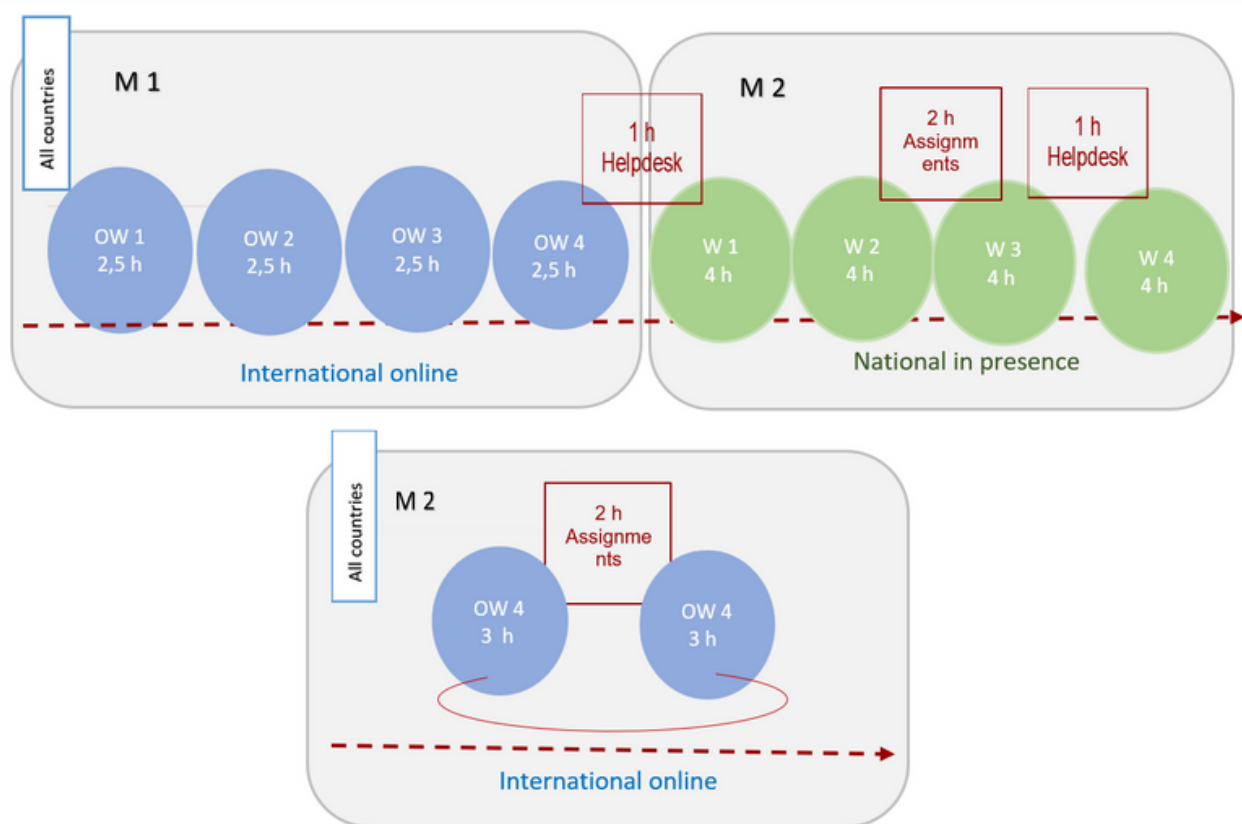 All countries
M 1
OW 1
2,5 h
OW 2
2,5 h
OW 3
2,5 h
OW 4
2,5 h
International online
1 h
Helpdesk
M 2
2 h
Assignm
ents
1 h
Helpdesk
W 1
4 h
W 2
4 h
W 3
4 h
W 4
4 h
National in presence
All countries
M 2
2 h
Assignme
nts
OW 4
3 h
OW 4
3 h
International online